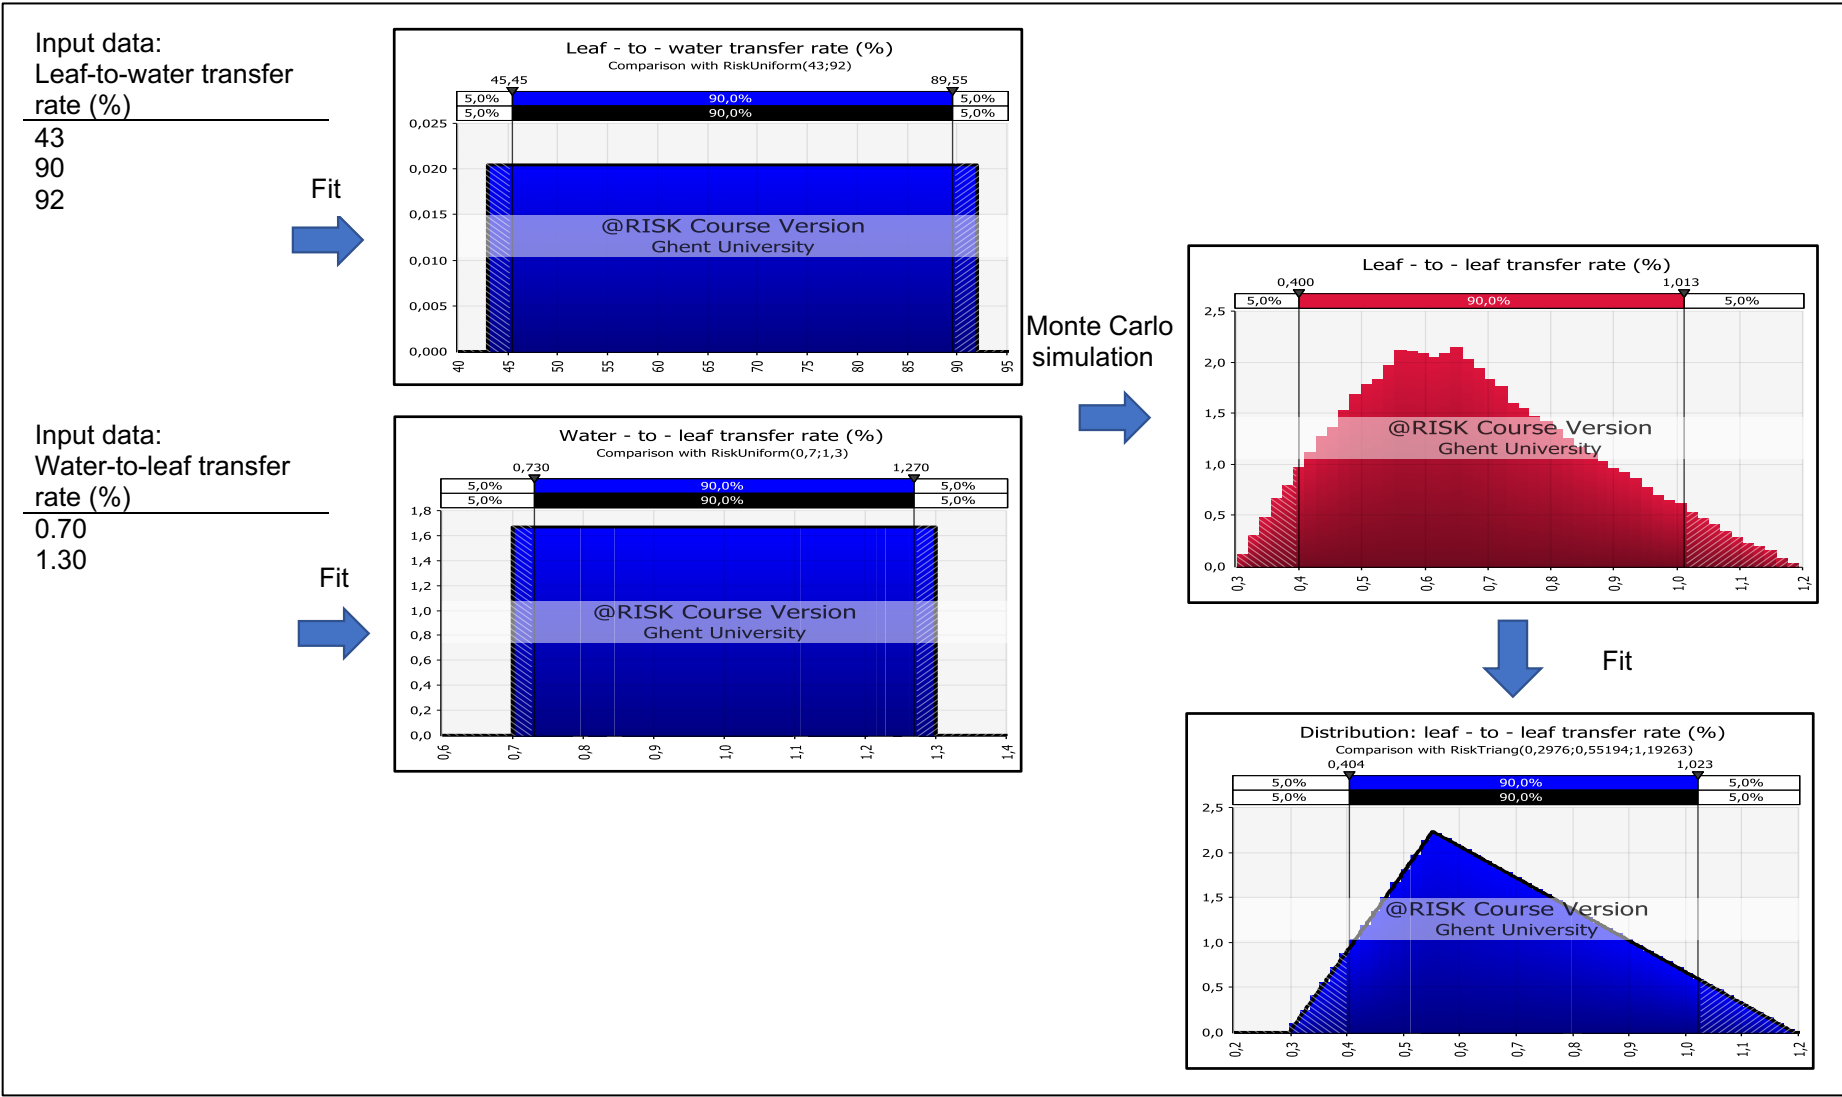 Input data:
Leaf-to-water transfer
rate (%)
43
90
92
Fit
Leaf - to - water transfer rate (%)
Comparison with RiskUniform(43;92)
45,45 89,55
5,0% 90,0% 5,0%
5,0% 90,0% 5,0%
0,025
0,020
0,015
0,010
0,005
0,000
@RISK Course Version
Ghent University
40 45 50 55 60 65 70 75 80 85 90 95
Input data:
Water-to-leaf transfer
rate (%)
0.70
1.30
Fit
Water - to - leaf transfer rate (%)
Comparison with RiskUniform(0,7;1,3)
0,730 1,270
5,0% 90,0% 5,0%
5,0% 90,0% 5,0%
1,8
1,6
1,4
1,2
1,0
0,8
0,6
0,4
0,2
0,0
@RISK Course Version
Ghent University
0,6 0,7 0,8 0,9 1,0 1,1 1,2 1,3 1,4
Monte Carlo
simulation
Leaf - to - leaf transfer rate (%)
0,400 1,013
5,0% 90,0% 5,0%
2,5
2,0
1,5
1,0
0,5
0,0
@RISK Course Version
Ghent University
0,3 0,4 0,5 0,6 0,7 0,8 0,9 1,0 1,1 1,2
Fit
Distribution: leaf - to - leaf transfer rate (%)
Comparison with RiskTriang(0,2976;0,55194;1,19263)
0,404 1,023
5,0% 90,0% 5,0%
5,0% 90,0% 5,0%
2,5
2,0
1,5
1,0
0,5
0,0
@RISK Course Version
Ghent University
0,2 0,3 0,4 0,5 0,6 0,7 0,8 0,9 1,0 1,1 1,2